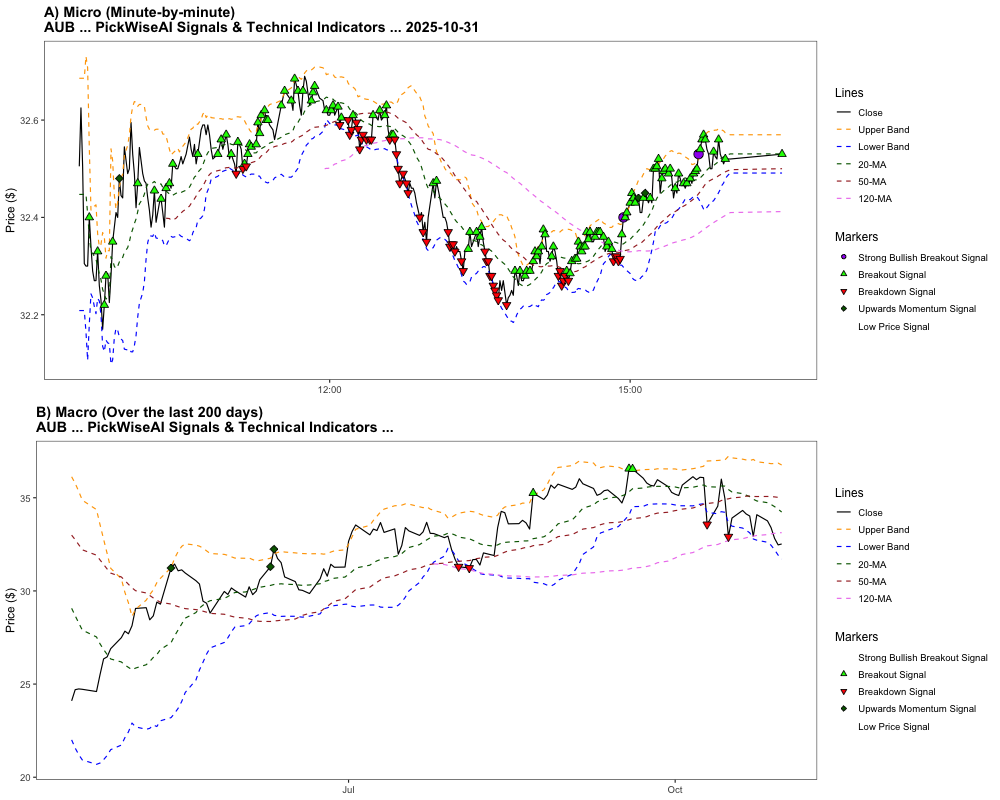 A) Micro (Minute-by-minute)
AUB ... PickWiseAI Signals & Technical Indicators ... 2025-10-31
Price ($)
32.6
32.4
32.2
12:00
15:00
Lines
Close
Upper Band
Lower Band
20-MA
50-MA
120-MA
Markers
Strong Bullish Breakout Signal
Breakout Signal
Breakdown Signal
Upwards Momentum Signal
Low Price Signal
B) Macro (Over the last 200 days)
AUB ... PickWiseAI Signals & Technical Indicators ...
Price ($)
35
30
25
20
Jul
Oct
Lines
Close
Upper Band
Lower Band
20-MA
50-MA
120-MA
Markers
Strong Bullish Breakout Signal
Breakout Signal
Breakdown Signal
Upwards Momentum Signal
Low Price Signal